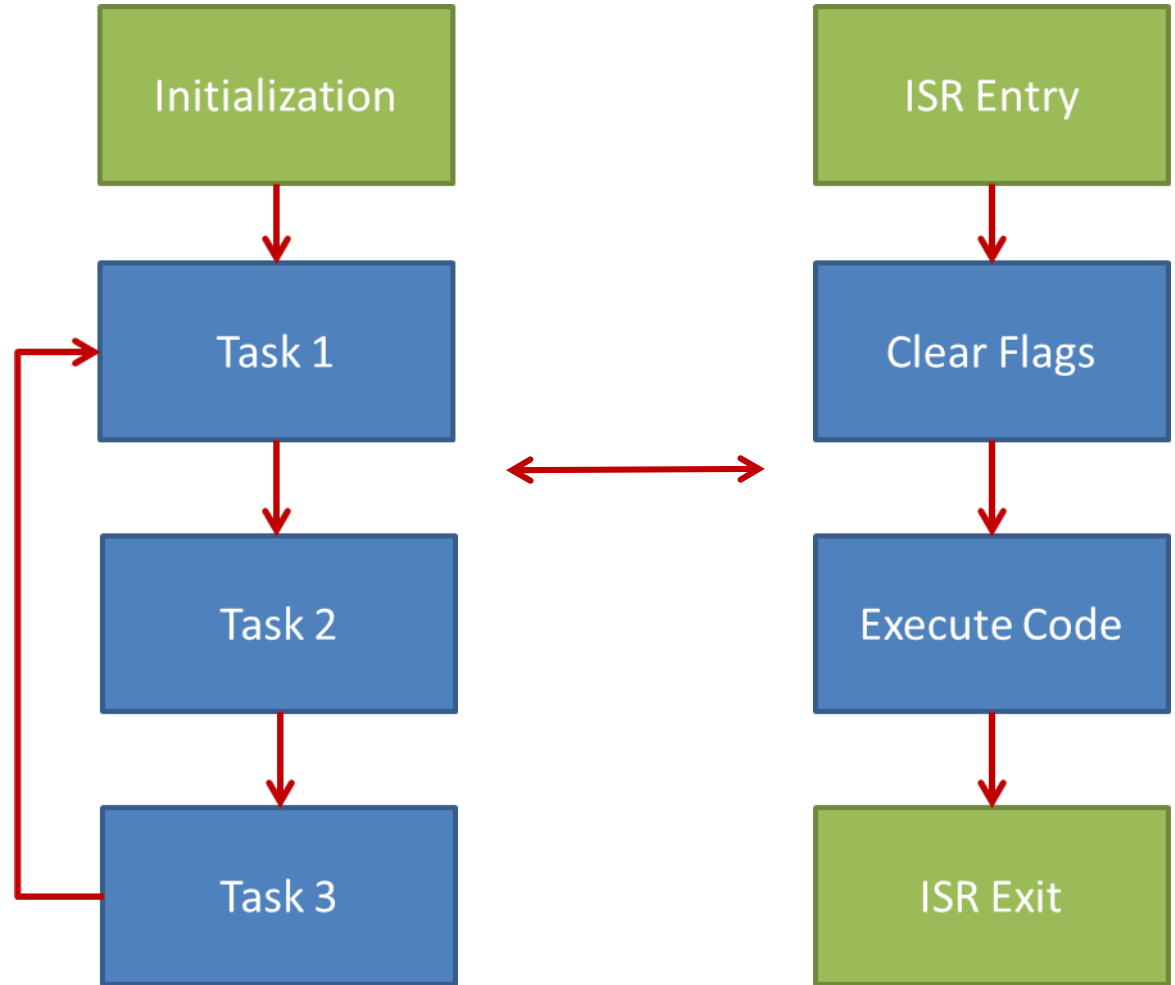 Initialization
Task 1
Task 2
Task 3
ISR Entry
Clear Flags
Execute Code
ISR Exit